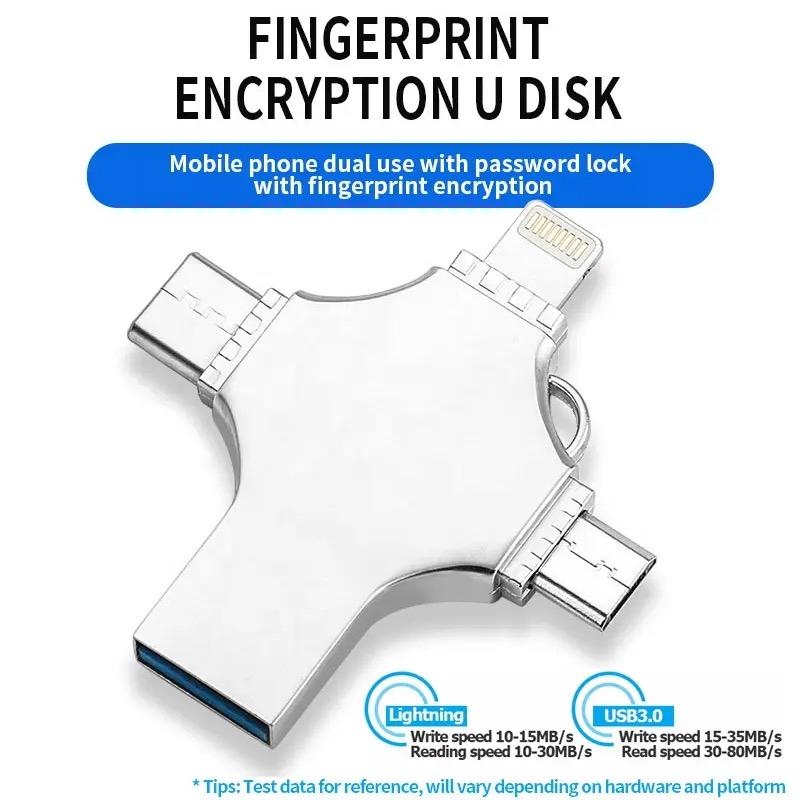 FINGERPRINT
ENCRYPTION U DISK
Mobile phone dual use with password lock
with fingerprint encryption
Lightning
Write speed 10-15MB/s
Reading speed 10-30MB/s
USB3.0
Write speed 15-35MB/s
Read speed 30-80MB/s
* Tips: Test data for reference, will vary depending on hardware and platform